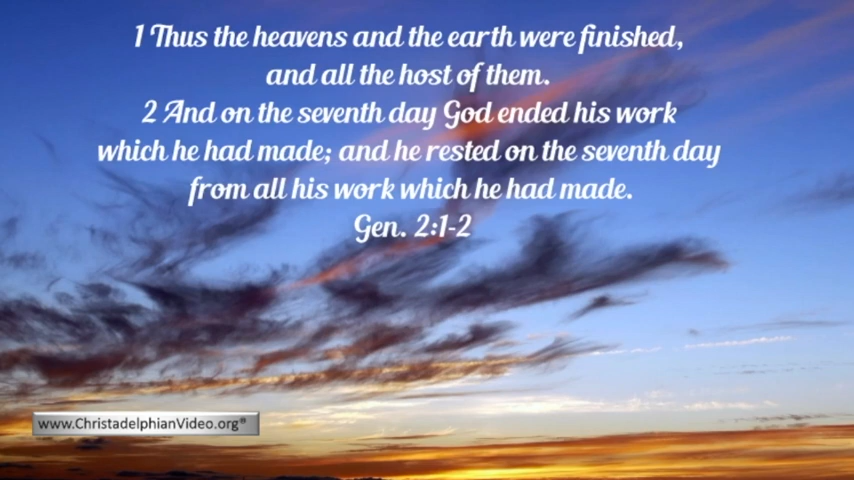 1 Thus the heavens and the earth were finished,
and all the host of them.
2 And on the seventh day God ended his work
which he had made; and he rested on the seventh day
from all his work which he had made.
Gen. 2:1-2
www.ChristadelphianVideo.org®